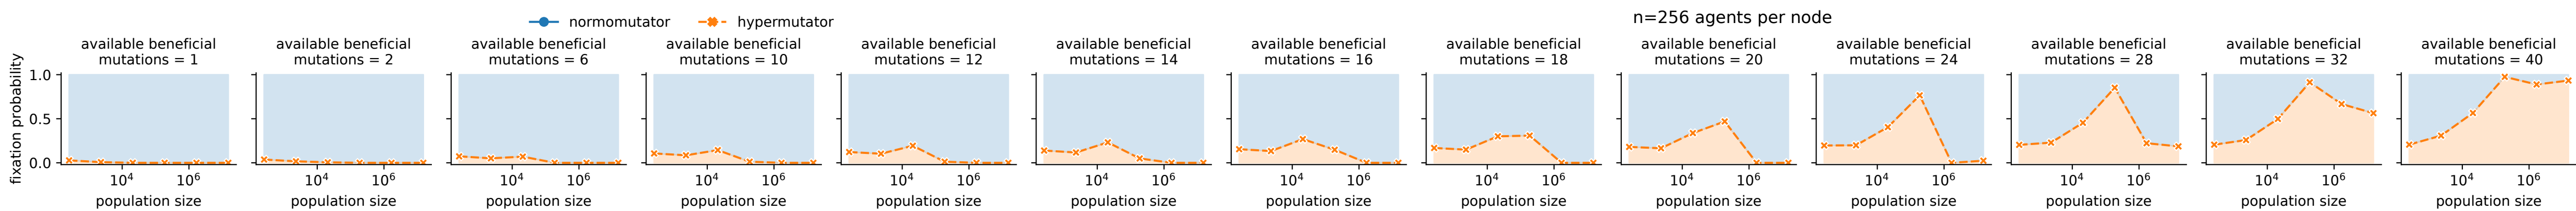 normomutator hypermutator
n=256 agents per node
available beneficial
mutations = 1
available beneficial
mutations = 2
available beneficial
mutations = 6
available beneficial
mutations = 10
available beneficial
mutations = 12
available beneficial
mutations = 14
available beneficial
mutations = 16
available beneficial
mutations = 18
available beneficial
mutations = 20
available beneficial
mutations = 24
available beneficial
mutations = 28
available beneficial
mutations = 32
available beneficial
mutations = 40
fixation probability
1.0
0.5
0.0
10⁴ 10⁶
population size
10⁴ 10⁶
population size
10⁴ 10⁶
population size
10⁴ 10⁶
population size
10⁴ 10⁶
population size
10⁴ 10⁶
population size
10⁴ 10⁶
population size
10⁴ 10⁶
population size
10⁴ 10⁶
population size
10⁴ 10⁶
population size
10⁴ 10⁶
population size
10⁴ 10⁶
population size
10⁴ 10⁶
population size